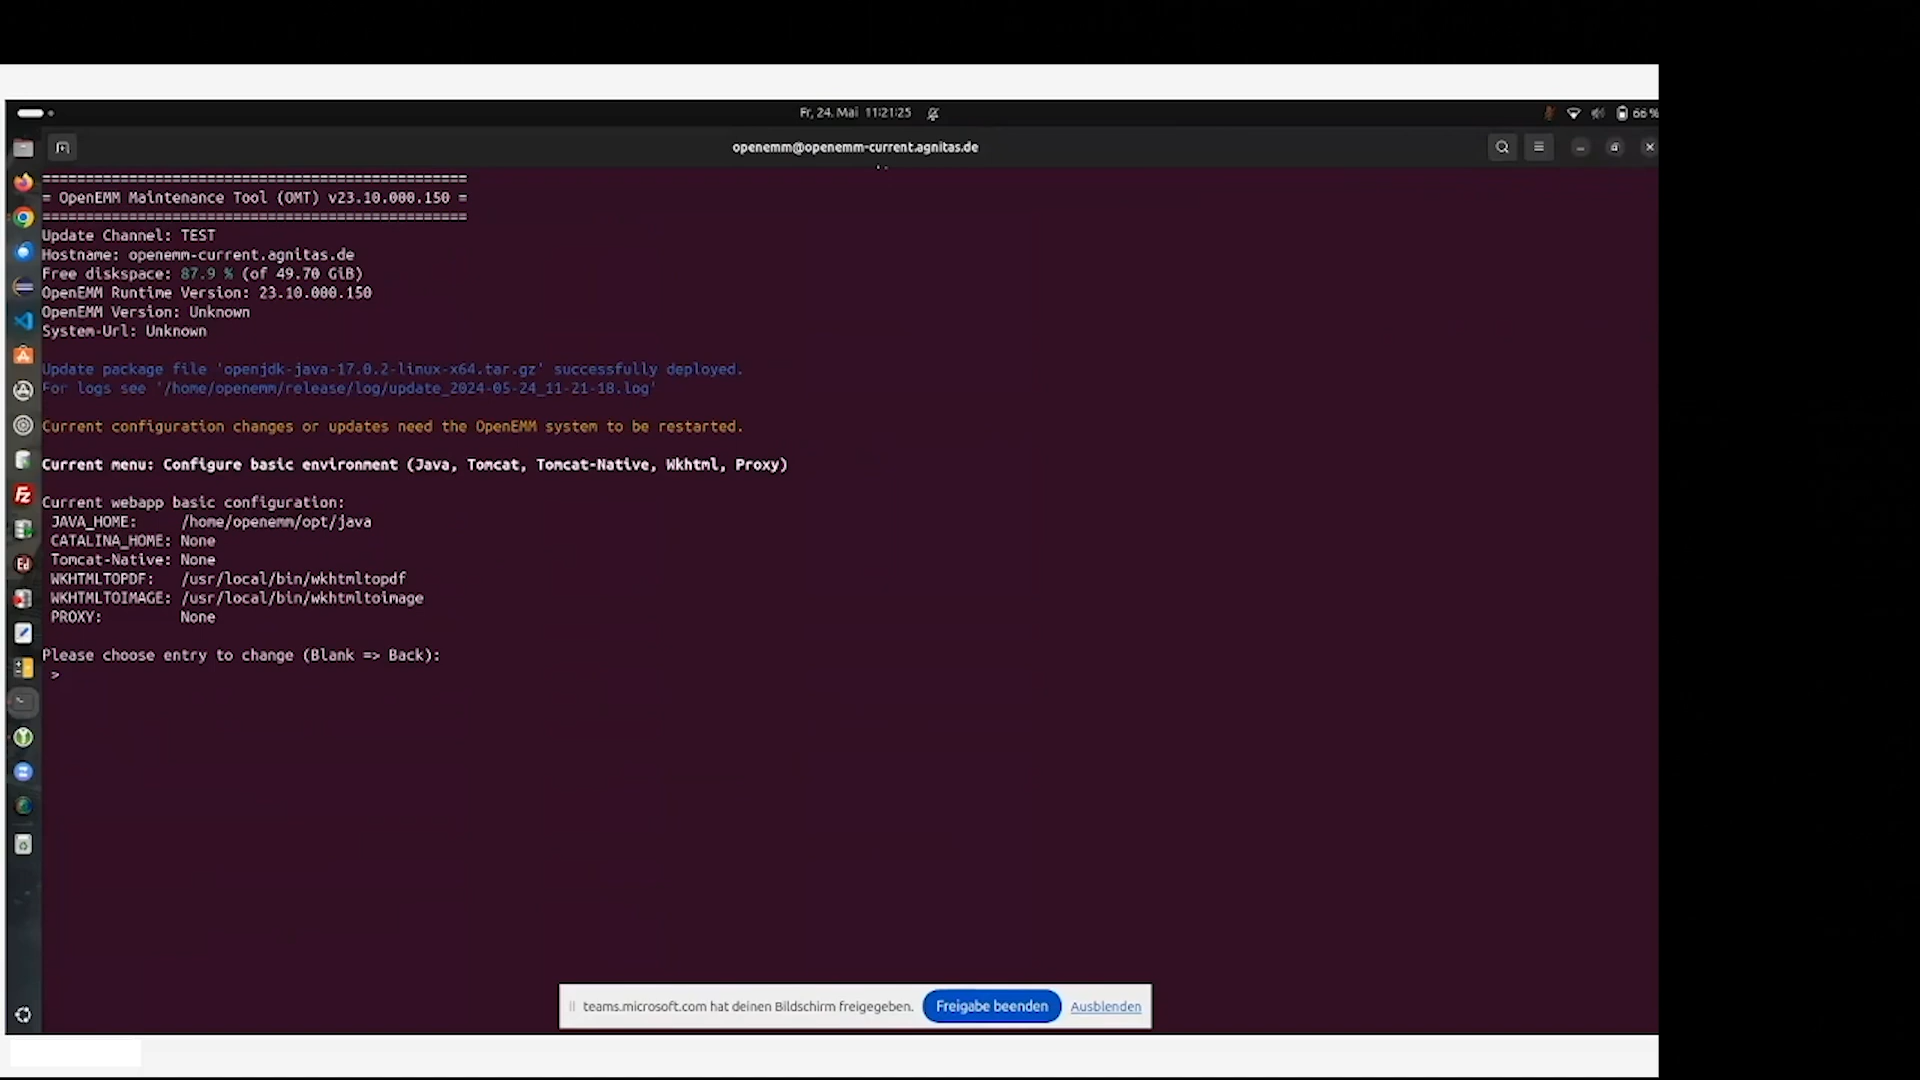 Fr, 24. Mai 11:21:25
66 %
openemm@openemm-current.agnitas.de
=================================================
= OpenEMM Maintenance Tool (OMT) v23.10.000.150 =
=================================================
Update Channel: TEST
Hostname: openemm-current.agnitas.de
Free diskspace: 87.9 % (of 49.70 GiB)
OpenEMM Runtime Version: 23.10.000.150
OpenEMM Version: Unknown
System-Url: Unknown
Update package file 'openjdk-java-17.0.2-linux-x64.tar.gz' successfully deployed.
For logs see '/home/openemm/release/log/update_2024-05-24_11-21-18.log'
Current configuration changes or updates need the OpenEMM system to be restarted.
Current menu: Configure basic environment (Java, Tomcat, Tomcat-Native, Wkhtml, Proxy)
Current webapp basic configuration:
JAVA_HOME: /home/openemm/opt/java
CATALINA_HOME: None
Tomcat-Native: None
WKHTMLTOPDF: /usr/local/bin/wkhtmltopdf
WKHTMLTOIMAGE: /usr/local/bin/wkhtmltoimage
PROXY: None
Please choose entry to change (Blank => Back):
>
teams.microsoft.com hat deinen Bildschirm freigegeben. Freigabe beenden Ausblenden